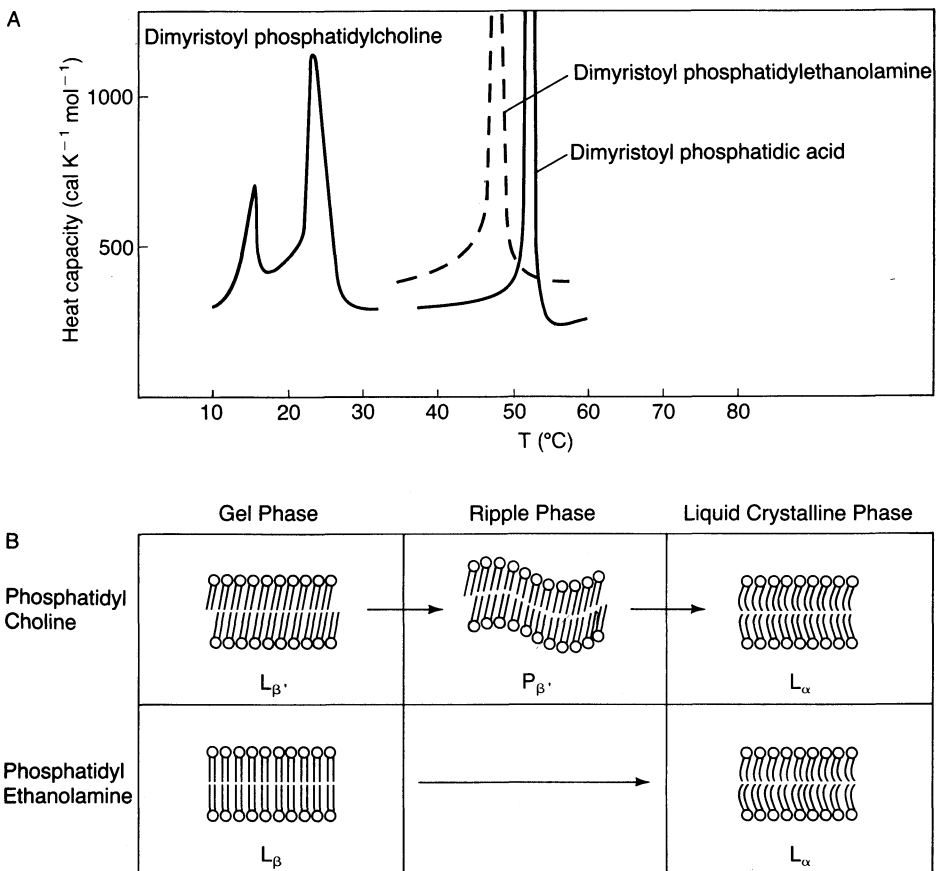 A
Dimyristoyl phosphatidylcholine
Dimyristoyl phosphatidylethanolamine
Dimyristoyl phosphatidic acid
Heat capacity (cal K⁻¹ mol⁻¹)
1000
500
10 20 30 40 50 60 70 80
T (°C)
B
Gel Phase Ripple Phase Liquid Crystalline Phase
Phosphatidyl
Choline
Lβ' Pβ' Lα
Phosphatidyl
Ethanolamine
Lβ Lα